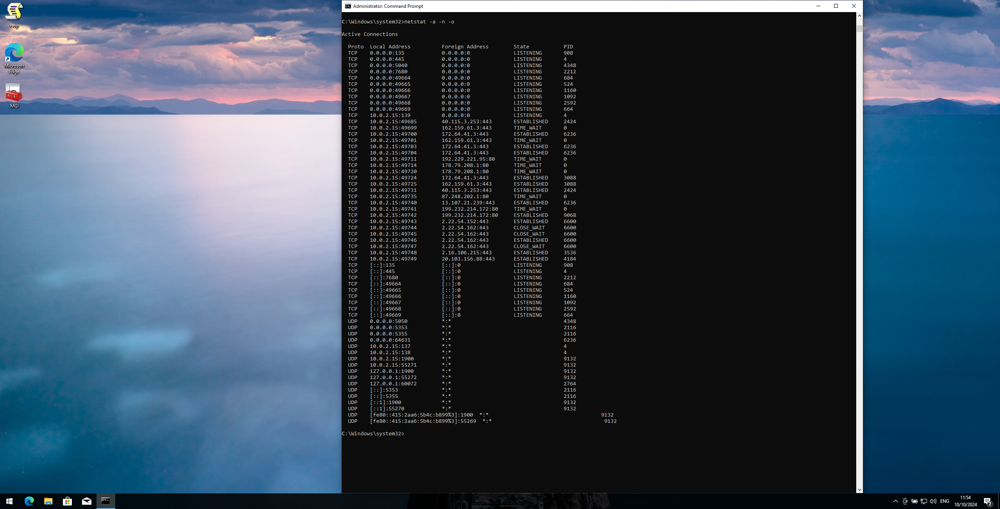 rsop
Microsoft
Edge
MGI
Administrator: Command Prompt
C:\Windows\system32>netstat -a -n -o
Active Connections
Proto  Local Address          Foreign Address        State           PID
TCP    0.0.0.0:135            0.0.0.0:0              LISTENING       908
TCP    0.0.0.0:445            0.0.0.0:0              LISTENING       4
TCP    0.0.0.0:5040           0.0.0.0:0              LISTENING       4348
TCP    0.0.0.0:7680           0.0.0.0:0              LISTENING       2212
TCP    0.0.0.0:49664          0.0.0.0:0              LISTENING       684
TCP    0.0.0.0:49665          0.0.0.0:0              LISTENING       524
TCP    0.0.0.0:49666          0.0.0.0:0              LISTENING       1160
TCP    0.0.0.0:49667          0.0.0.0:0              LISTENING       1092
TCP    0.0.0.0:49668          0.0.0.0:0              LISTENING       2592
TCP    0.0.0.0:49669          0.0.0.0:0              LISTENING       664
TCP    10.0.2.15:139          0.0.0.0:0              LISTENING       4
TCP    10.0.2.15:49685        40.115.3.253:443       ESTABLISHED     2424
TCP    10.0.2.15:49699        162.159.61.3:443       TIME_WAIT       0
TCP    10.0.2.15:49700        172.64.41.3:443        ESTABLISHED     6236
TCP    10.0.2.15:49701        162.159.61.3:443       TIME_WAIT       0
TCP    10.0.2.15:49703        172.64.41.3:443        ESTABLISHED     6236
TCP    10.0.2.15:49704        172.64.41.3:443        ESTABLISHED     6236
TCP    10.0.2.15:49711        192.229.221.95:80      TIME_WAIT       0
TCP    10.0.2.15:49714        178.79.208.1:80        TIME_WAIT       0
TCP    10.0.2.15:49720        178.79.208.1:80        TIME_WAIT       0
TCP    10.0.2.15:49724        172.64.41.3:443        ESTABLISHED     3088
TCP    10.0.2.15:49725        162.159.61.3:443       ESTABLISHED     3088
TCP    10.0.2.15:49731        40.115.3.253:443       ESTABLISHED     2424
TCP    10.0.2.15:49735        87.248.202.1:80        TIME_WAIT       0
TCP    10.0.2.15:49740        13.107.21.239:443      ESTABLISHED     6236
TCP    10.0.2.15:49741        199.232.214.172:80     TIME_WAIT       0
TCP    10.0.2.15:49742        199.232.214.172:80     ESTABLISHED     9068
TCP    10.0.2.15:49743        2.22.54.152:443        ESTABLISHED     6600
TCP    10.0.2.15:49744        2.22.54.162:443        CLOSE_WAIT      6600
TCP    10.0.2.15:49745        2.22.54.162:443        CLOSE_WAIT      6600
TCP    10.0.2.15:49746        2.22.54.162:443        ESTABLISHED     6600
TCP    10.0.2.15:49747        2.22.54.162:443        CLOSE_WAIT      6600
TCP    10.0.2.15:49748        2.16.106.215:443       ESTABLISHED     3536
TCP    10.0.2.15:49749        20.103.156.88:443      ESTABLISHED     4184
TCP    [::]:135               [::]:0                 LISTENING       908
TCP    [::]:445               [::]:0                 LISTENING       4
TCP    [::]:7680              [::]:0                 LISTENING       2212
TCP    [::]:49664             [::]:0                 LISTENING       684
TCP    [::]:49665             [::]:0                 LISTENING       524
TCP    [::]:49666             [::]:0                 LISTENING       1160
TCP    [::]:49667             [::]:0                 LISTENING       1092
TCP    [::]:49668             [::]:0                 LISTENING       2592
TCP    [::]:49669             [::]:0                 LISTENING       664
UDP    0.0.0.0:5050           *:*                                    4348
UDP    0.0.0.0:5353           *:*                                    2116
UDP    0.0.0.0:5355           *:*                                    2116
UDP    0.0.0.0:64631          *:*                                    6236
UDP    10.0.2.15:137          *:*                                    4
UDP    10.0.2.15:138          *:*                                    4
UDP    10.0.2.15:1900         *:*                                    9132
UDP    10.0.2.15:55271        *:*                                    9132
UDP    127.0.0.1:1900         *:*                                    9132
UDP    127.0.0.1:55272        *:*                                    9132
UDP    127.0.0.1:60072        *:*                                    2764
UDP    [::]:5353              *:*                                    2116
UDP    [::]:5355              *:*                                    2116
UDP    [::1]:1900             *:*                                    9132
UDP    [::1]:55270            *:*                                    9132
UDP    [fe80::415:2aa6:5b4c:b899%3]:1900  *:*                                    9132
UDP    [fe80::415:2aa6:5b4c:b899%3]:55269  *:*                                    9132
C:\Windows\system32>
ENG
11:54
10/10/2024
2